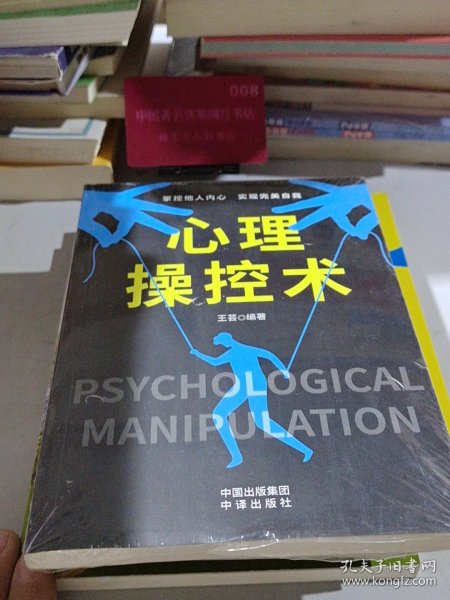 008
掌控他人内心 实现完美自我
心理
操控术
王芸◎编著
PSYCHOLOGICAL
MANIPULATION
中国出版集团
中译出版社
孔夫子旧书网
www.kongfz.com